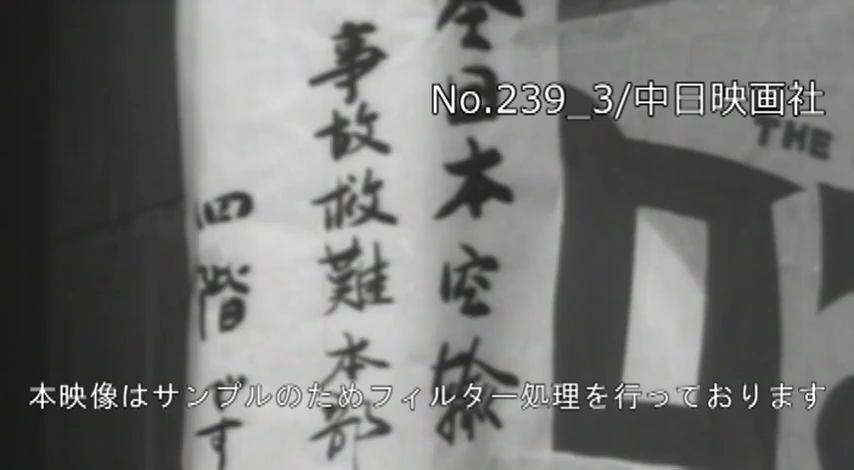 No.239_3/中日映画社
全日本空輸
事故救難本部
四階です
THE
本映像はサンプルのためフィルター処理を行っております